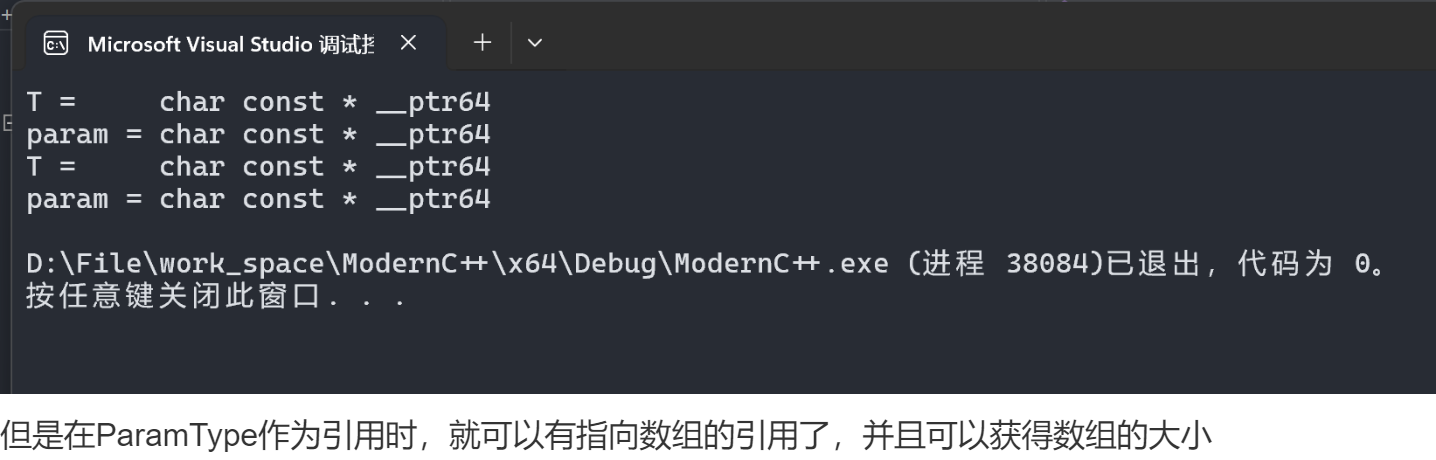 Microsoft Visual Studio 调试
T =     char const * __ptr64
param = char const * __ptr64
T =     char const * __ptr64
param = char const * __ptr64
D:\File\work_space\ModernC++\x64\Debug\ModernC++.exe (进程 38084)已退出，代码为 0。
按任意键关闭此窗口. . .
但是在ParamType作为引用时，就可以有指向数组的引用了，并且可以获得数组的大小